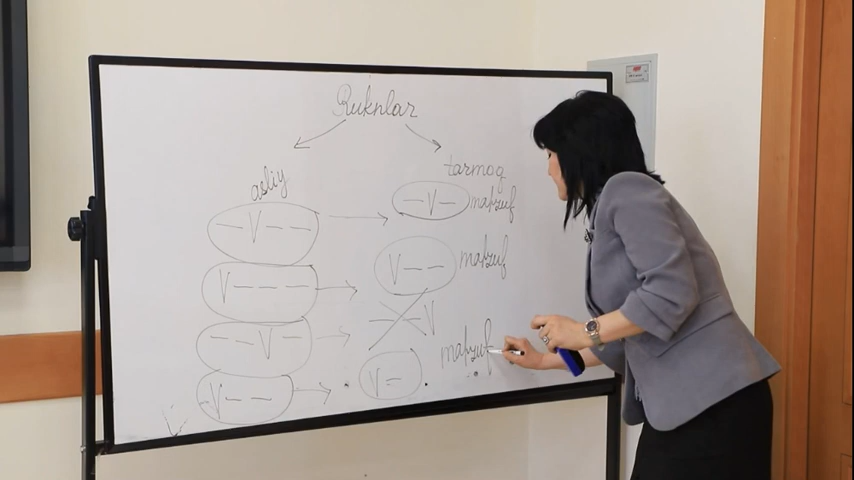 Ruknlar
asliy tarmoq
— V — — — V — mahzuf
V — — — V — — mahzuf
— — V — — — V
V — — V — mahzuf
V